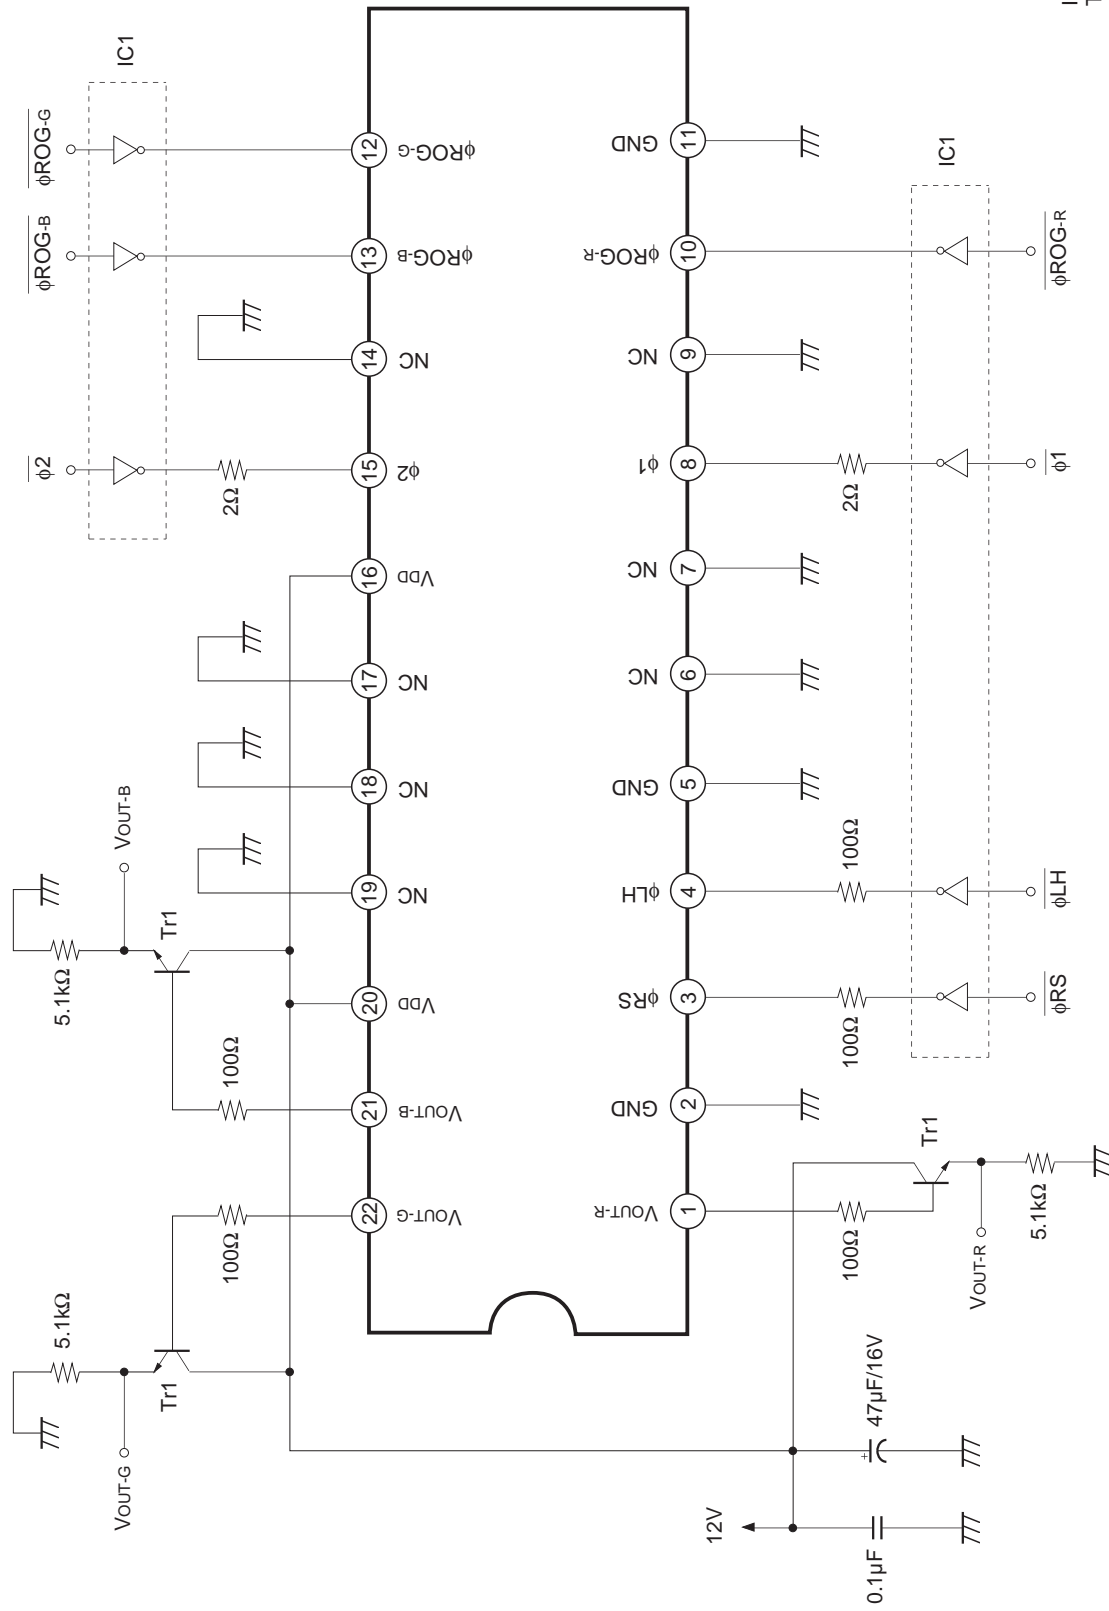 IC1
φROG-G
φROG-B
φ2
2Ω
12
φROG-G
13
φROG-B
14
NC
15
φ2
16
VDD
17
NC
18
NC
19
NC
20
VDD
21
VOUT-B
22
VOUT-G
VOUT-B
5.1kΩ
Tr1
100Ω
100Ω
5.1kΩ
Tr1
VOUT-G
11
GND
10
φROG-R
9
NC
8
φ1
7
NC
6
NC
5
GND
4
φLH
3
φRS
2
GND
1
VOUT-R
IC1
φROG-R
2Ω
φ1
100Ω
φLH
100Ω
φRS
Tr1
100Ω
5.1kΩ
VOUT-R
47µF/16V
+
12V
0.1µF